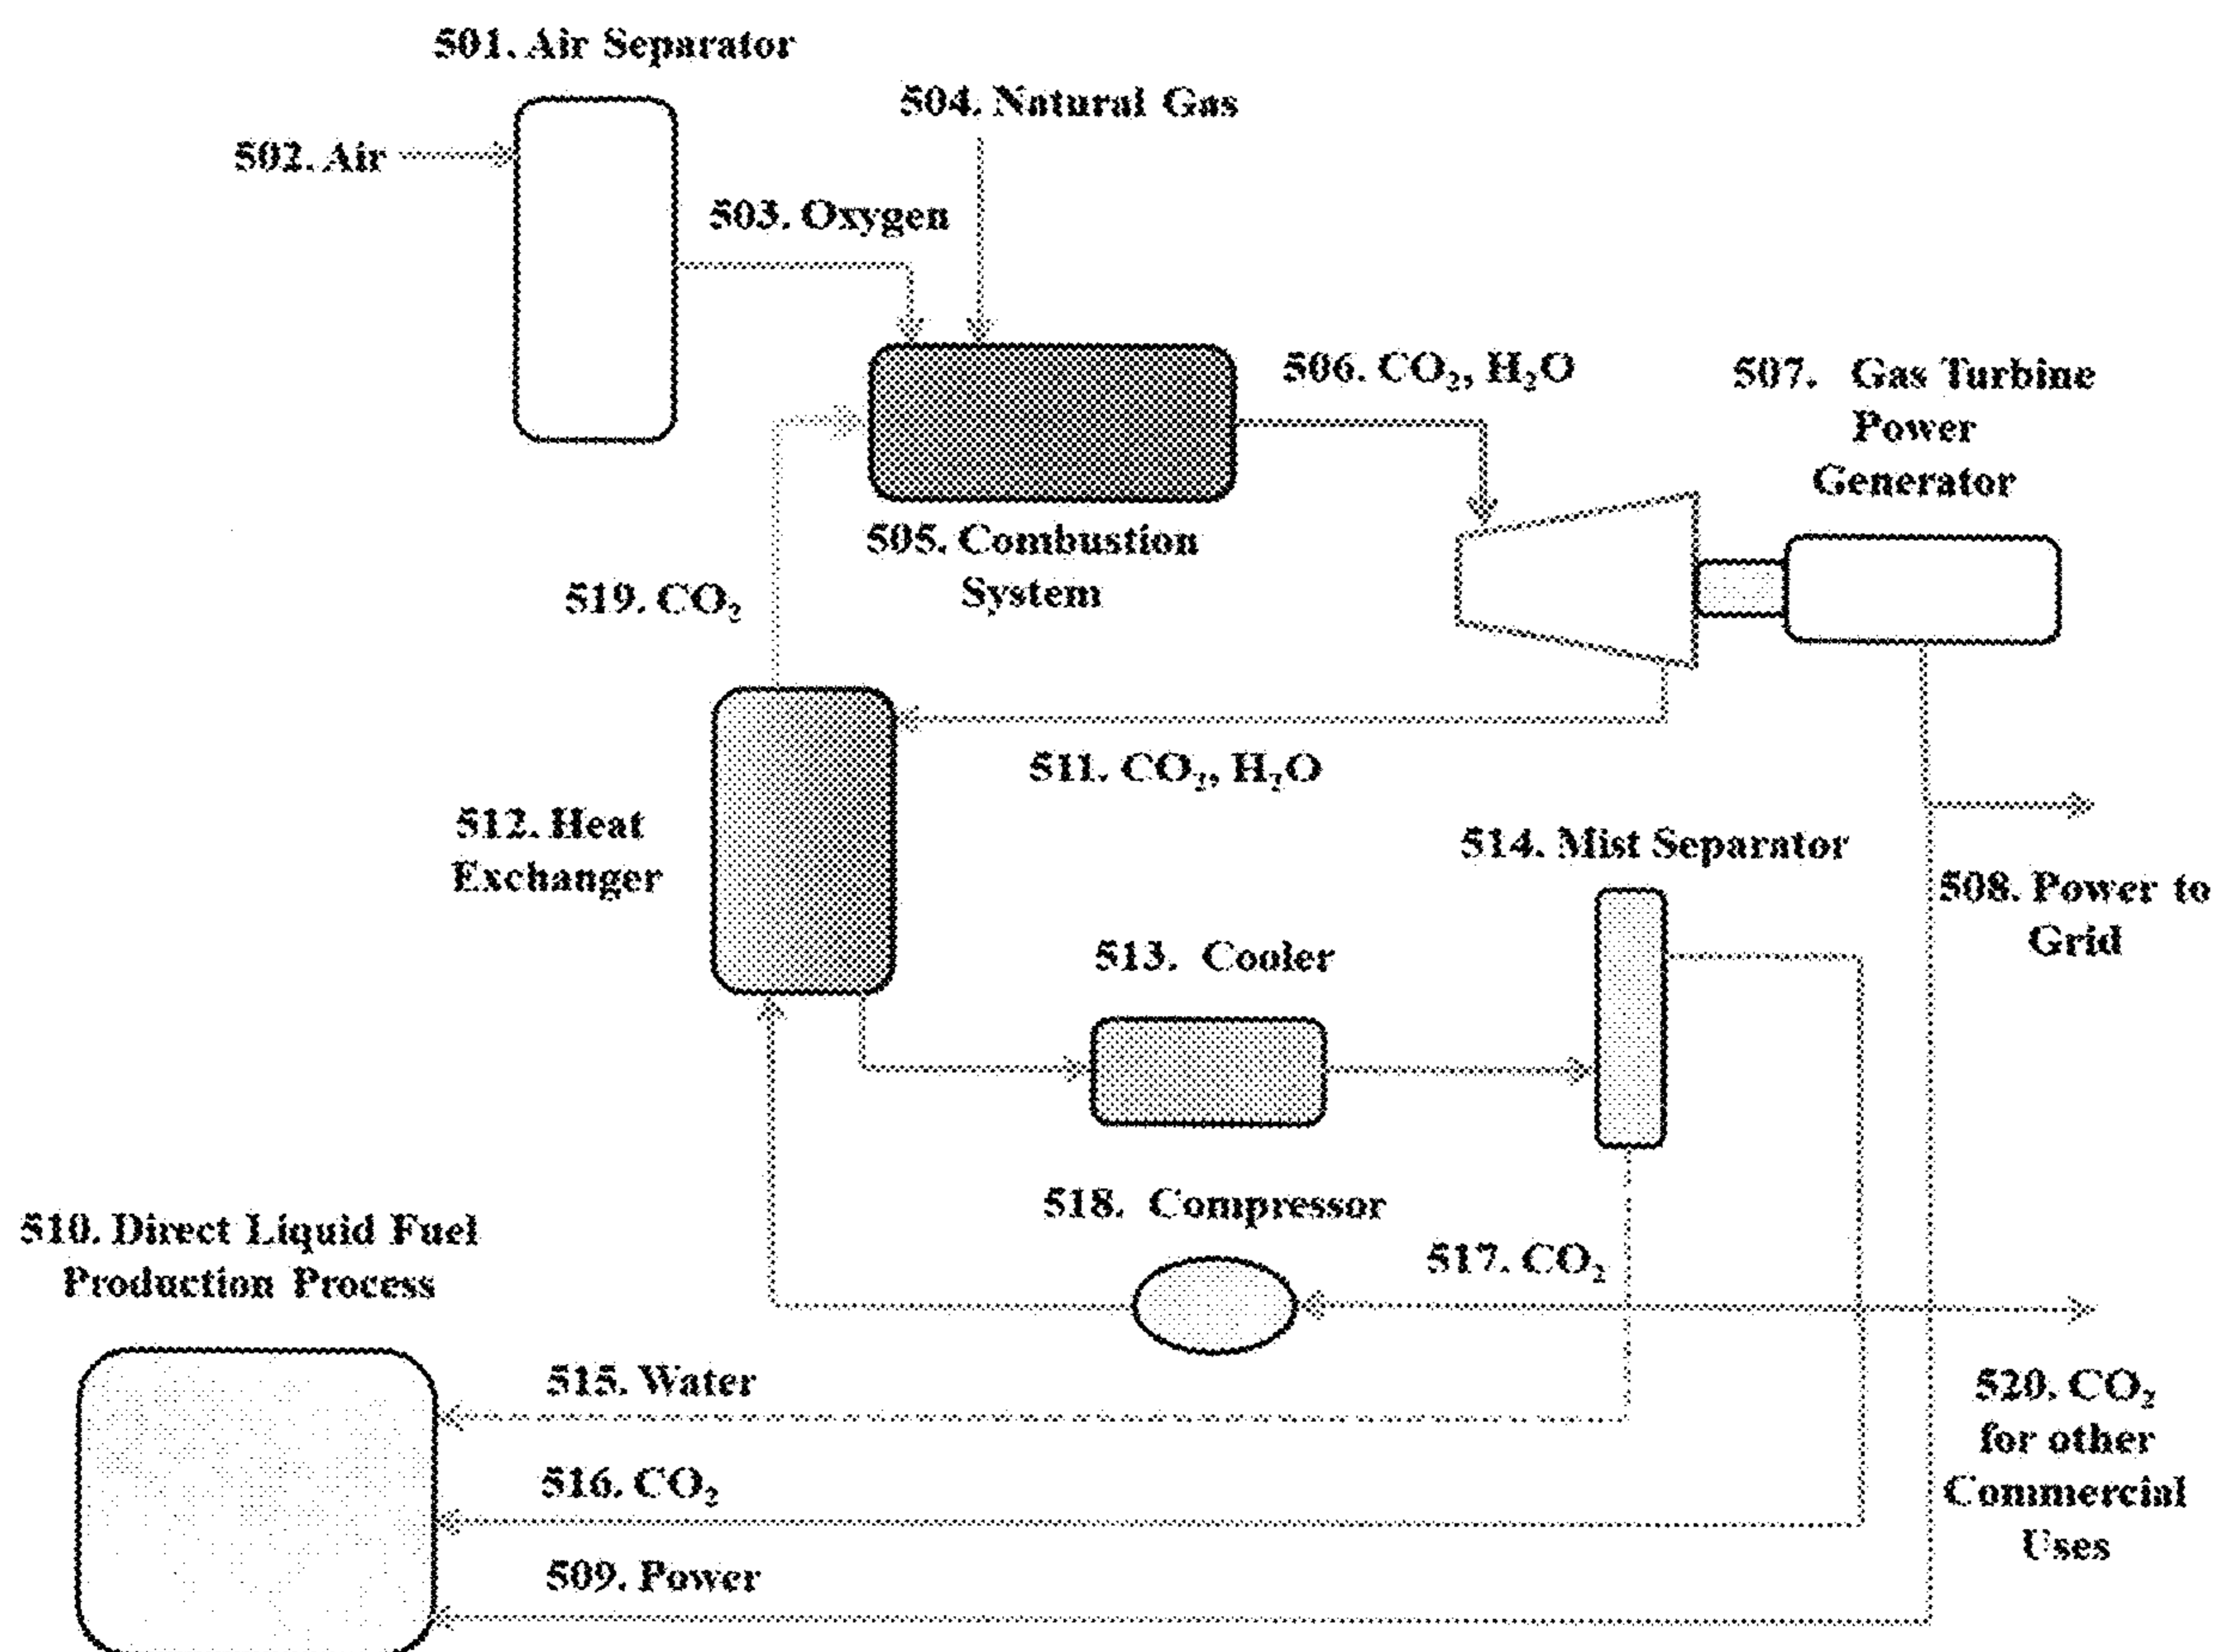 501. Air Separator
504. Natural Gas
502. Air
503. Oxygen
506. CO₂, H₂O
507. Gas Turbine
Power
Generator
505. Combustion
System
519. CO₂
511. CO₂, H₂O
512. Heat
Exchanger
514. Mist Separator
508. Power to
Grid
513. Cooler
518. Compressor
517. CO₂
510. Direct Liquid Fuel
Production Process
515. Water
520. CO₂
for other
Commercial
Uses
516. CO₂
509. Power